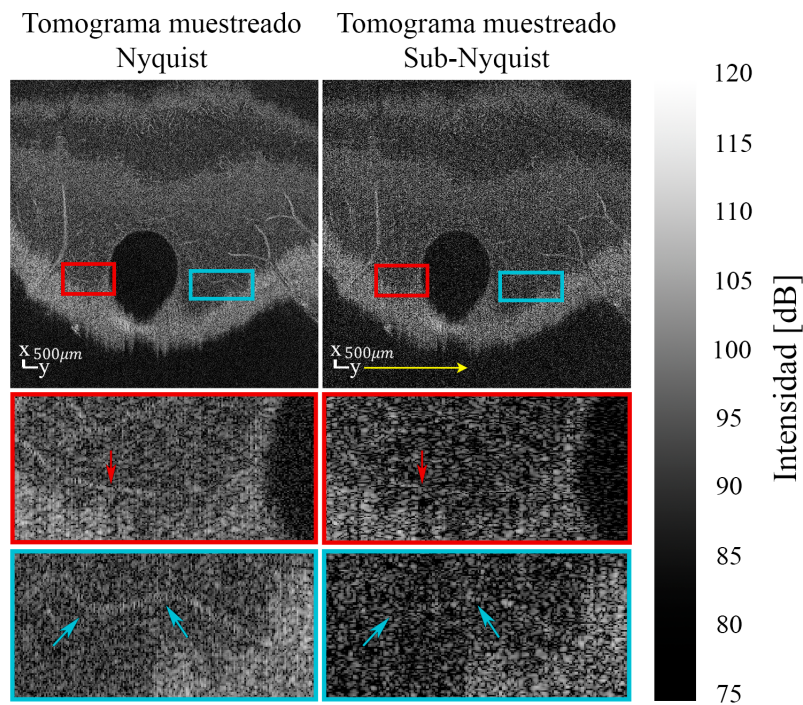 Tomograma muestreado
Nyquist
Tomograma muestreado
Sub-Nyquist
x 500μm
y
x 500μm
y
120
115
110
105
100
95
90
85
80
75
Intensidad [dB]